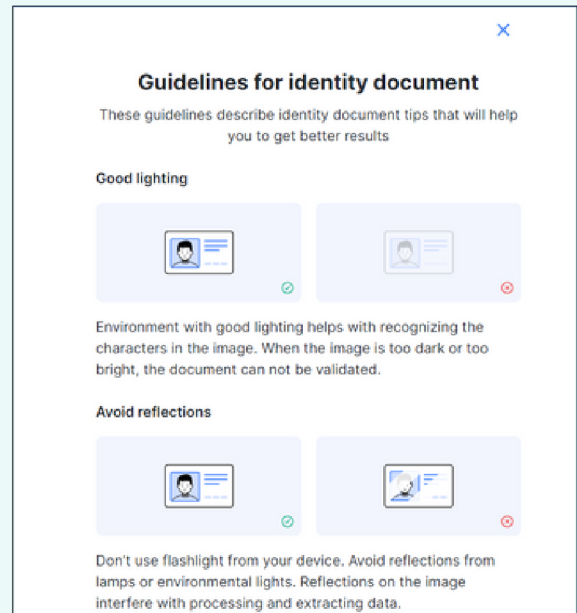 Guidelines for identity document
These guidelines describe identity document tips that will help
you to get better results
Good lighting
Environment with good lighting helps with recognizing the
characters in the image. When the image is too dark or too
bright, the document can not be validated.
Avoid reflections
Don't use flashlight from your device. Avoid reflections from
lamps or environmental lights. Reflections on the image
interfere with processing and extracting data.